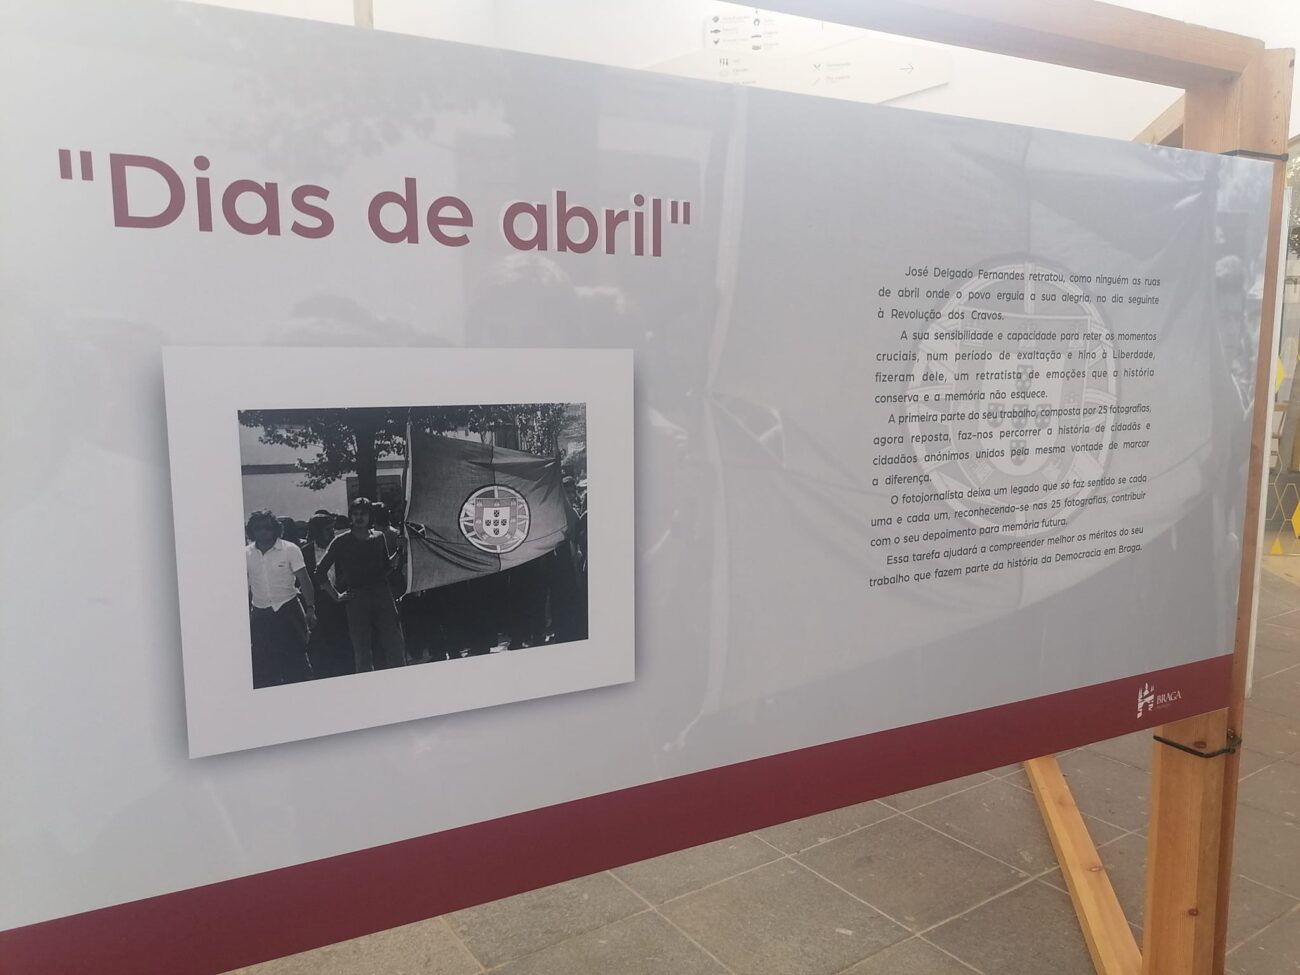 "Dias de abril"
José Delgado Fernandes retratou, como ninguém as ruas
de abril onde o povo erguia a sua alegria, no dia seguinte
à Revolução dos Cravos.
A sua sensibilidade e capacidade para reter os momentos
cruciais, num período de exaltação e hino à Liberdade,
fizeram dele, um retratista de emoções que a história
conserva e a memória não esquece.
A primeira parte do seu trabalho, composta por 25 fotografias,
agora reposta, faz-nos percorrer a história de cidadãs e
cidadãos anónimos unidos pela mesma vontade de marcar
a diferença.
O fotojornalista deixa um legado que só faz sentido se cada
uma e cada um, reconhecendo-se nas 25 fotografias, contribuir
com o seu depoimento para memória futura.
Essa tarefa ajudará a compreender melhor os méritos do seu
trabalho que fazem parte da história da Democracia em Braga.
BRAGA